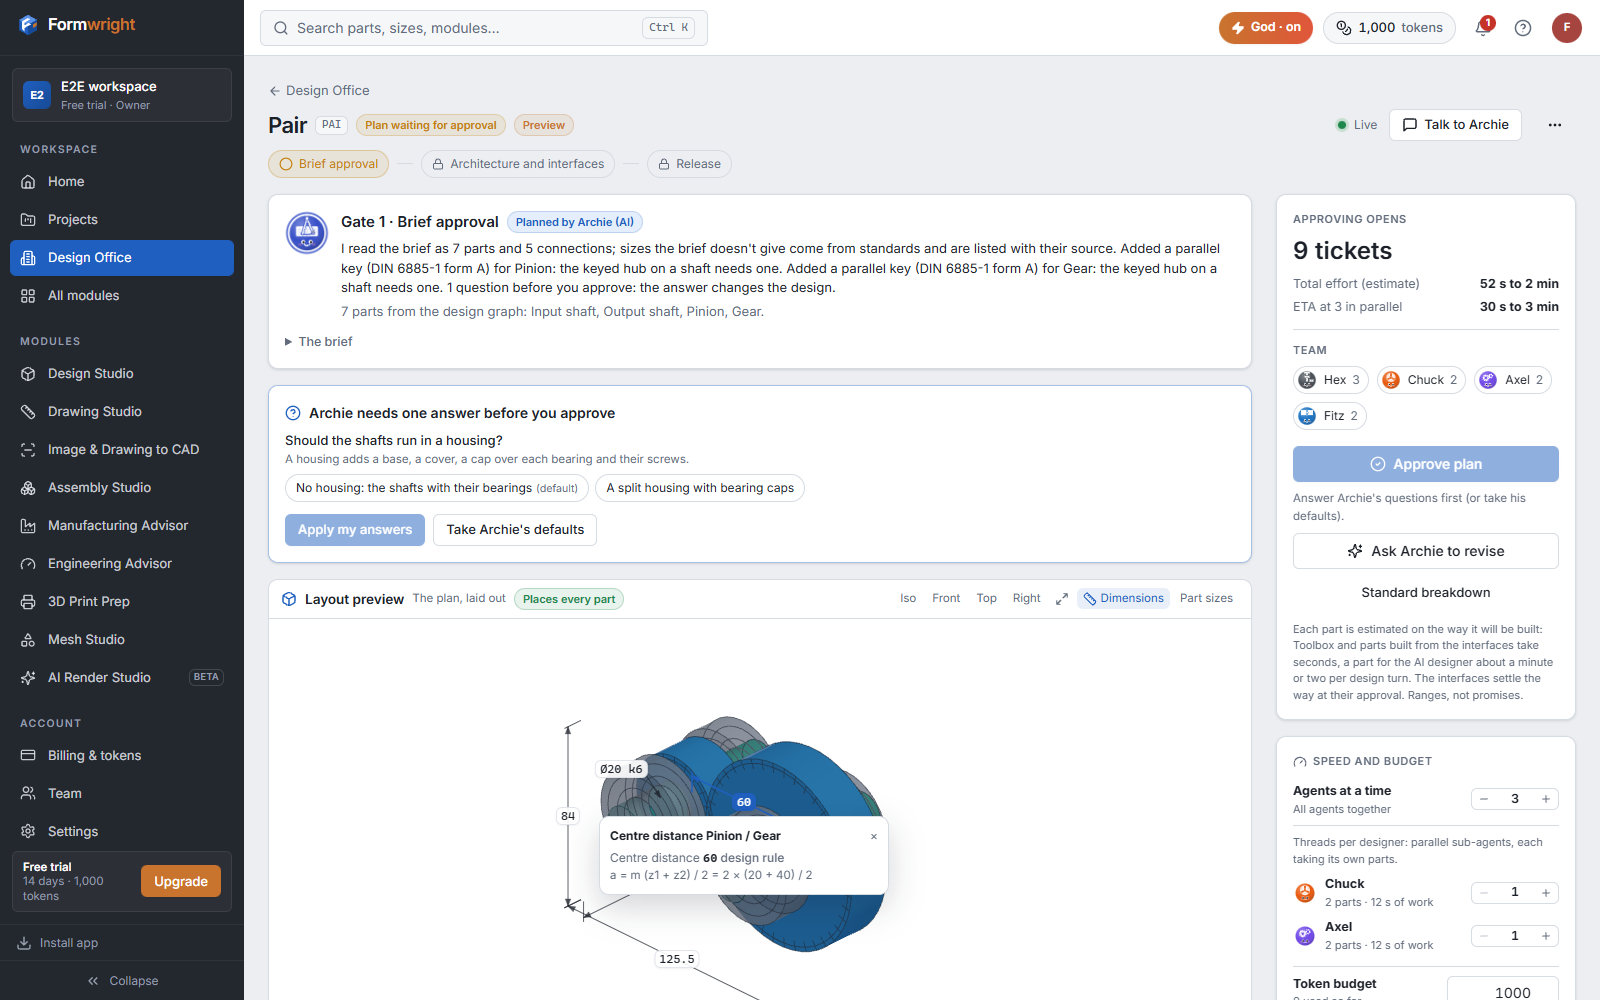 Formwright
Search parts, sizes, modules...
Ctrl K
God · on
1,000 tokens
1
F
E2
E2E workspace
Free trial · Owner
WORKSPACE
Home
Projects
Design Office
All modules
MODULES
Design Studio
Drawing Studio
Image & Drawing to CAD
Assembly Studio
Manufacturing Advisor
Engineering Advisor
3D Print Prep
Mesh Studio
AI Render Studio
BETA
ACCOUNT
Billing & tokens
Team
Settings
Free trial
14 days · 1,000
tokens
Upgrade
Install app
Collapse
Design Office
Pair
PAI
Plan waiting for approval
Preview
Live
Talk to Archie
Brief approval
Architecture and interfaces
Release
Gate 1 · Brief approval
Planned by Archie (AI)
I read the brief as 7 parts and 5 connections; sizes the brief doesn't give come from standards and are listed with their source. Added a parallel
key (DIN 6885-1 form A) for Pinion: the keyed hub on a shaft needs one. Added a parallel key (DIN 6885-1 form A) for Gear: the keyed hub on a
shaft needs one. 1 question before you approve: the answer changes the design.
7 parts from the design graph: Input shaft, Output shaft, Pinion, Gear.
The brief
Archie needs one answer before you approve
Should the shafts run in a housing?
A housing adds a base, a cover, a cap over each bearing and their screws.
No housing: the shafts with their bearings (default)
A split housing with bearing caps
Apply my answers
Take Archie's defaults
Layout preview
The plan, laid out
Places every part
Iso
Front
Top
Right
Dimensions
Part sizes
Ø20 k6
60
84
Centre distance Pinion / Gear
×
Centre distance 60 design rule
a = m (z1 + z2) / 2 = 2 × (20 + 40) / 2
125.5
APPROVING OPENS
9 tickets
Total effort (estimate)
52 s to 2 min
ETA at 3 in parallel
30 s to 3 min
TEAM
Hex 3
Chuck 2
Axel 2
Fitz 2
Approve plan
Answer Archie's questions first (or take his
defaults).
Ask Archie to revise
Standard breakdown
Each part is estimated on the way it will be built:
Toolbox and parts built from the interfaces take
seconds, a part for the AI designer about a minute
or two per design turn. The interfaces settle the
way at their approval. Ranges, not promises.
SPEED AND BUDGET
Agents at a time
All agents together
− 3 +
Threads per designer: parallel sub-agents, each
taking its own parts.
Chuck
2 parts · 12 s of work
− 1 +
Axel
2 parts · 12 s of work
− 1 +
Token budget
1000